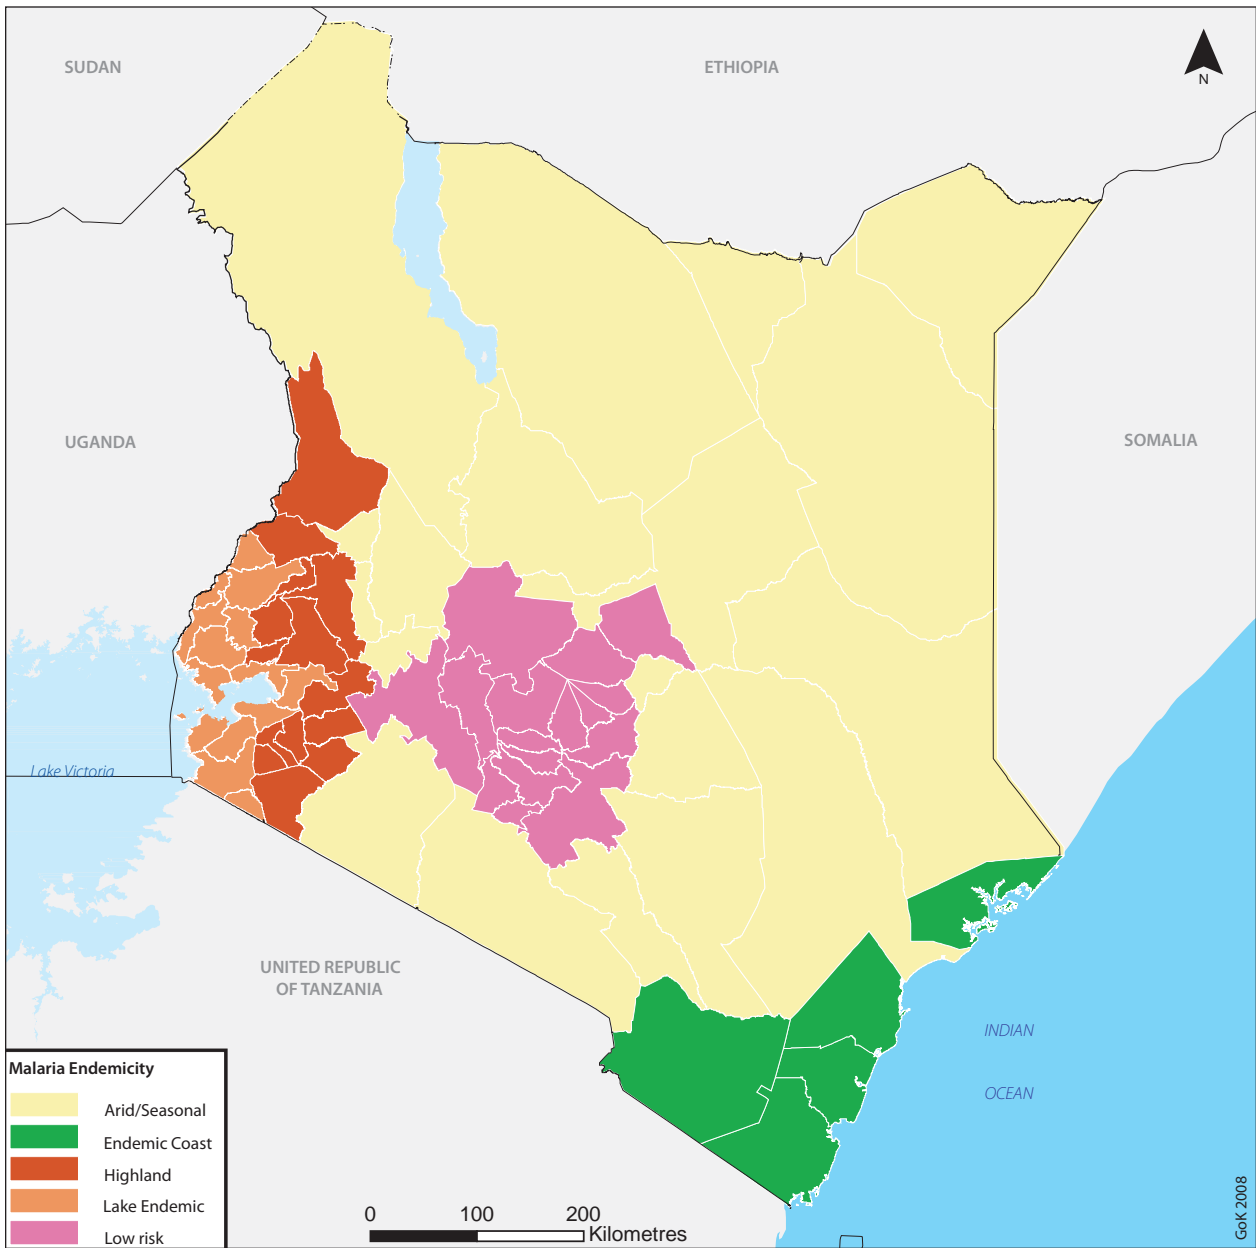 SUDAN
ETHIOPIA
N
UGANDA
SOMALIA
Lake Victoria
UNITED REPUBLIC
OF TANZANIA
INDIAN
OCEAN
Malaria Endemicity
Arid/Seasonal
Endemic Coast
Highland
Lake Endemic
Low risk
0 100 200
Kilometres
GoK 2008